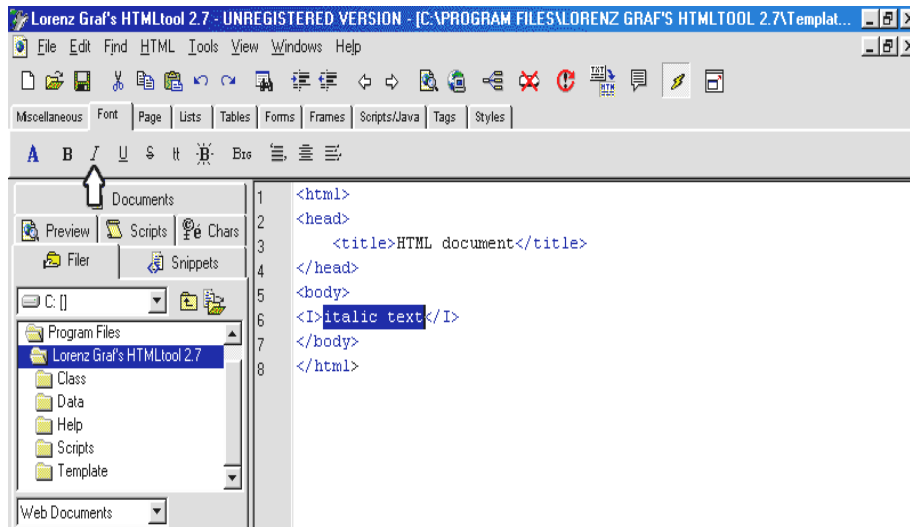 Lorenz Graf's HTMLtool 2.7 - UNREGISTERED VERSION - [C:\PROGRAM FILES\LORENZ GRAF'S HTMLTOOL 2.7\Templat...
File Edit Find HTML Tools View Windows Help
Miscellaneous Font Page Lists Tables Forms Frames Scripts/Java Tags Styles
A B I U S tt B BIG
Documents
Preview Scripts Chars
Filer Snippets
C: []
Program Files
Lorenz Graf's HTMLtool 2.7
Class
Data
Help
Scripts
Template
Web Documents
1 <html>
2 <head>
3 <title>HTML document</title>
4 </head>
5 <body>
6 <I>italic text</I>
7 </body>
8 </html>